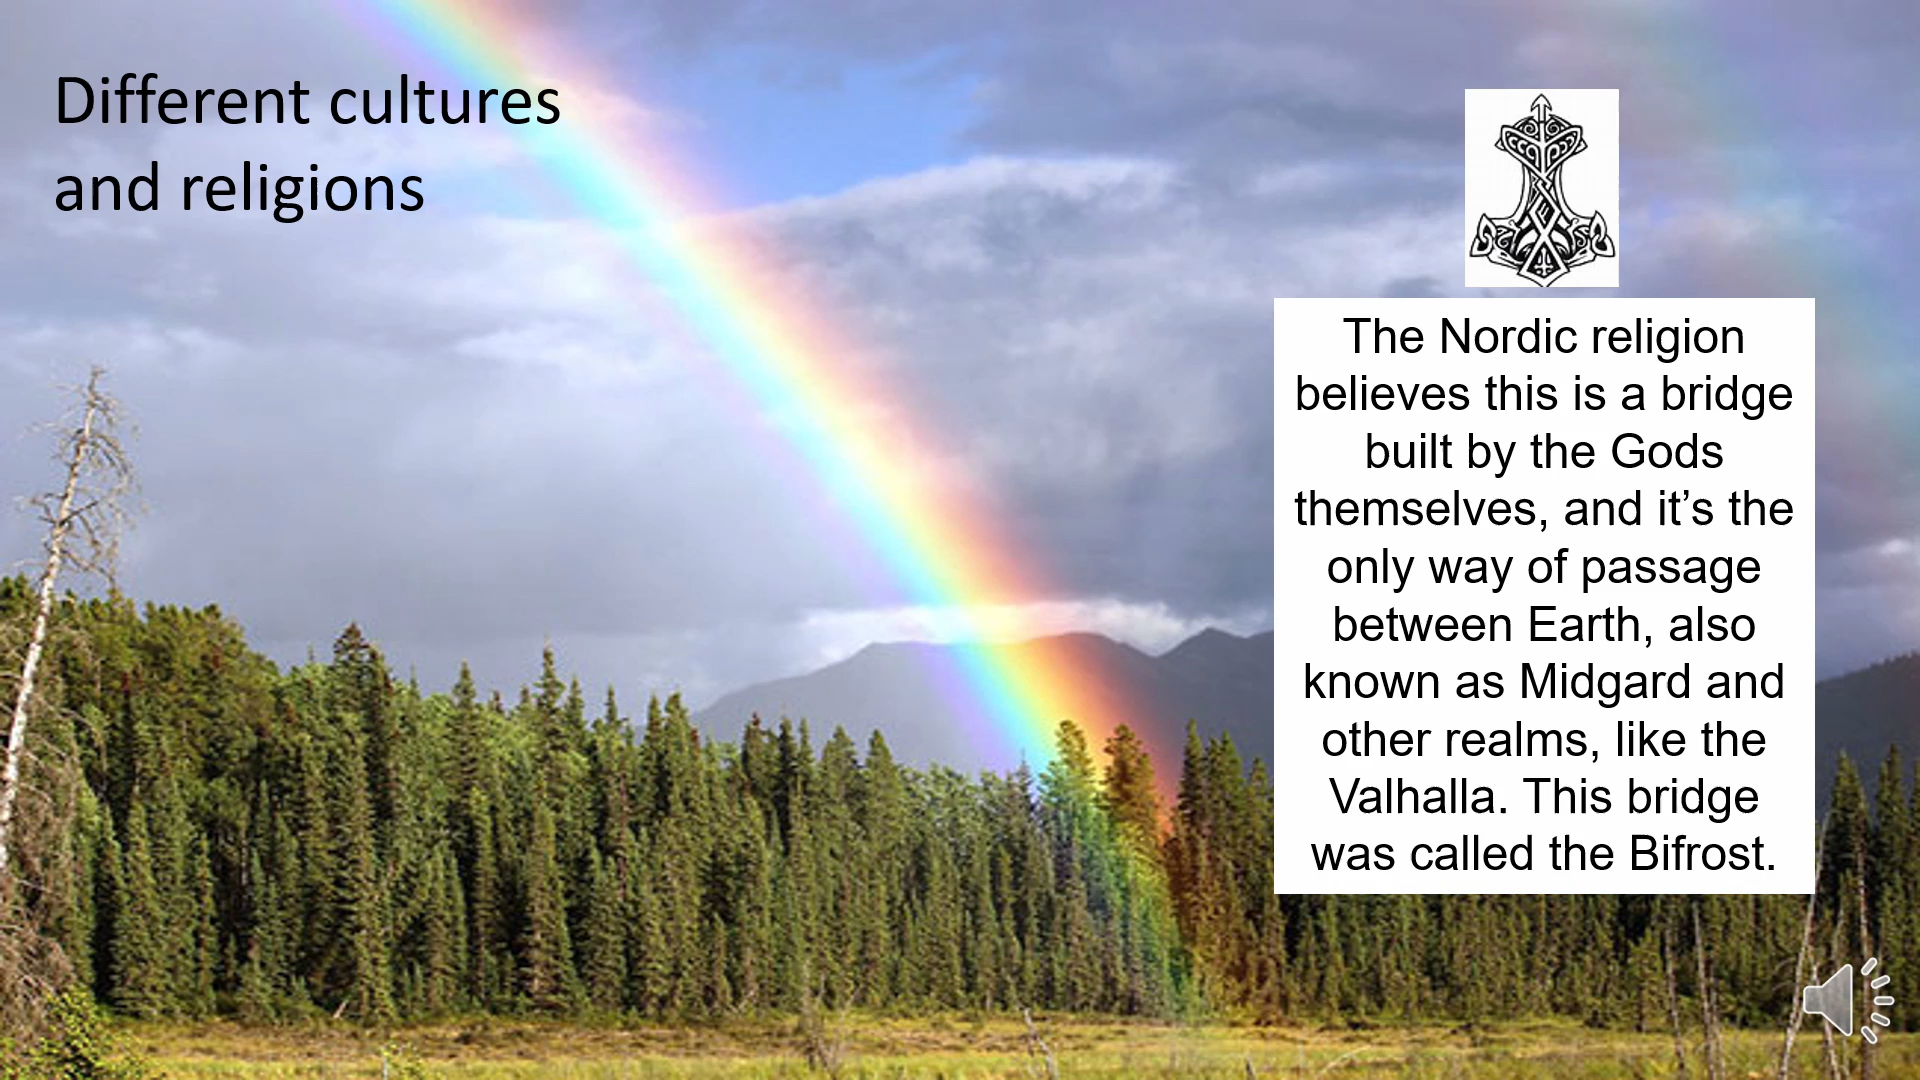 Different cultures
and religions
The Nordic religion
believes this is a bridge
built by the Gods
themselves, and it’s the
only way of passage
between Earth, also
known as Midgard and
other realms, like the
Valhalla. This bridge
was called the Bifrost.